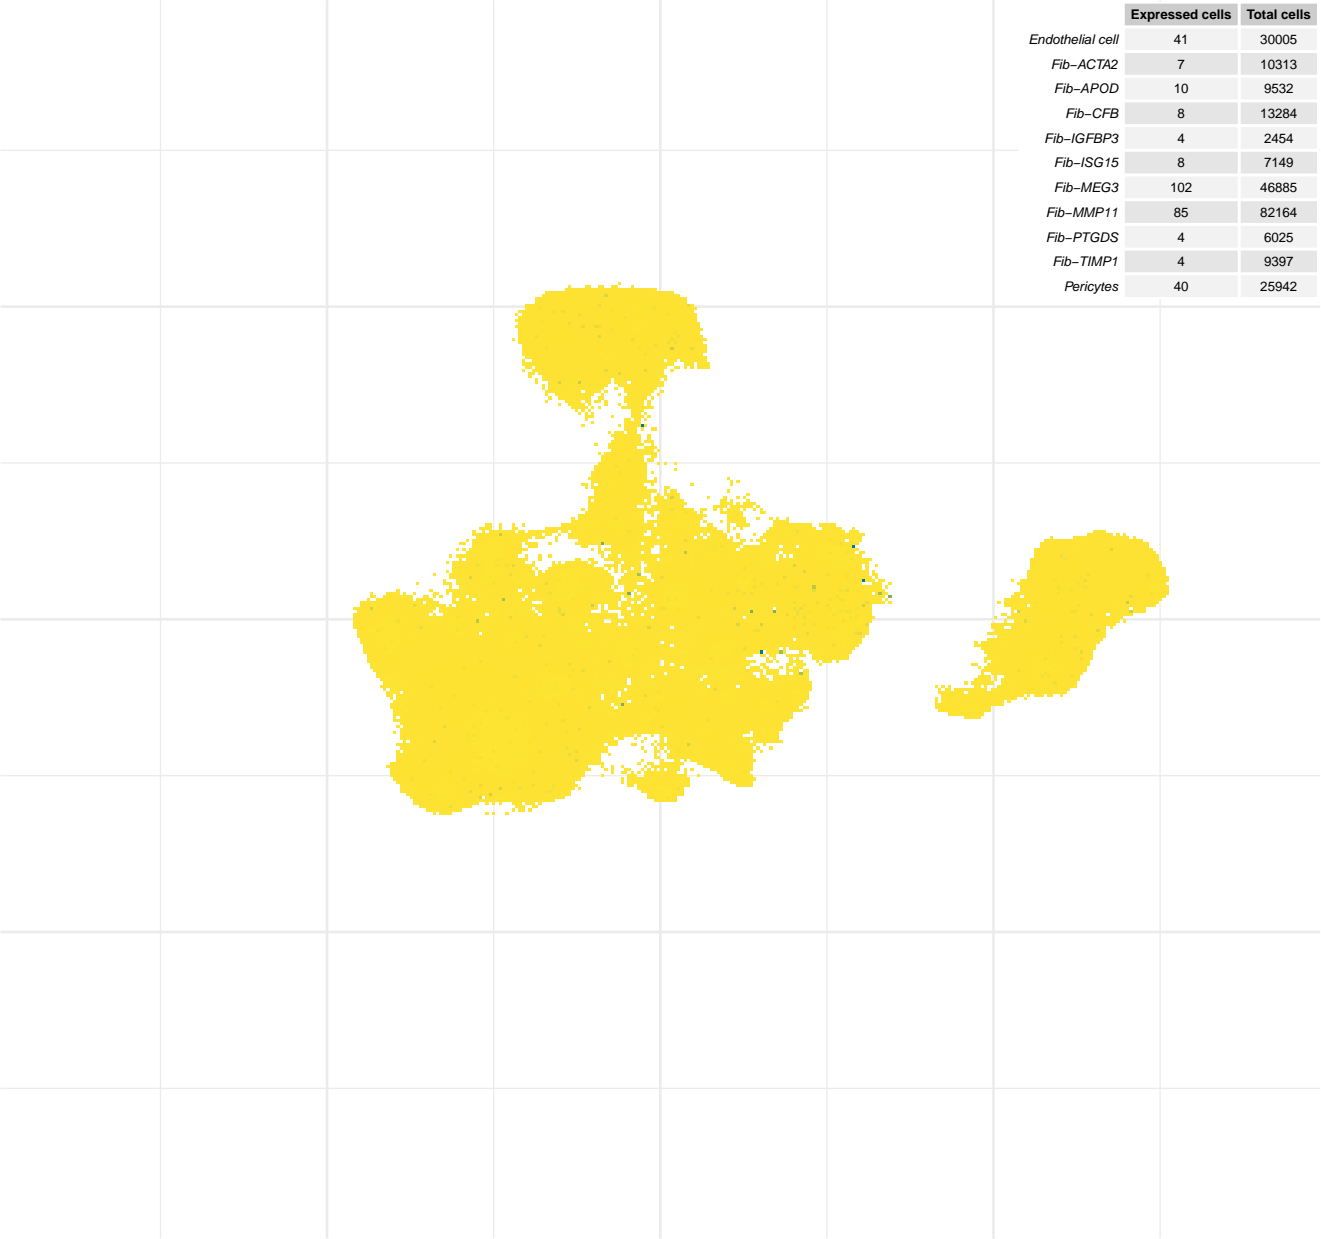 Expressed cells Total cells
Endothelial cell 41 30005
Fib−ACTA2 7 10313
Fib−APOD 10 9532
Fib−CFB 8 13284
Fib−IGFBP3 4 2454
Fib−ISG15 8 7149
Fib−MEG3 102 46885
Fib−MMP11 85 82164
Fib−PTGDS 4 6025
Fib−TIMP1 4 9397
Pericytes 40 25942